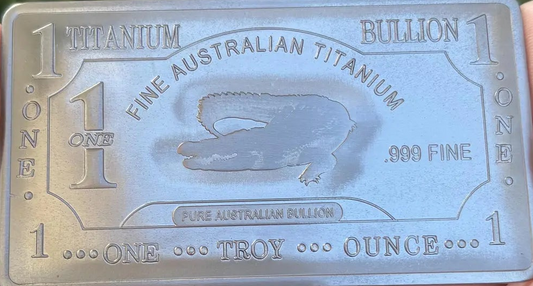 1 TITANIUM BULLION 1
FINE AUSTRALIAN TITANIUM
• ONE •
1
ONE
.999 FINE
• ONE •
PURE AUSTRALIAN BULLION
1 •••ONE ••• TROY ••• OUNCE••• 1